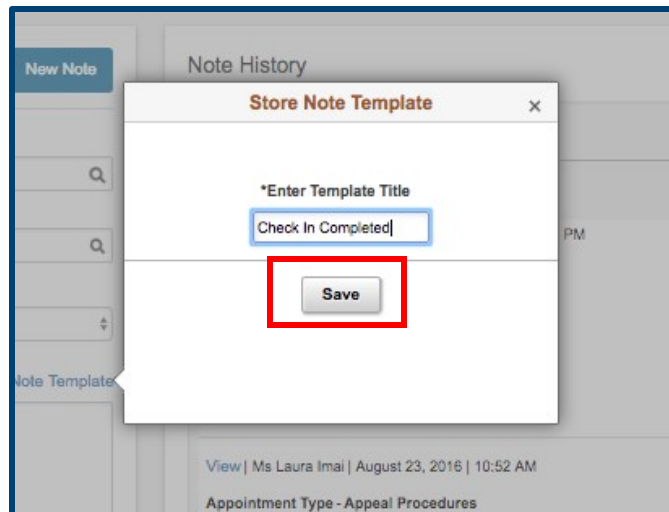 New Note
Note History
Store Note Template
×
*Enter Template Title
Check In Completed
PM
Save
Note Template
View | Ms Laura Imai | August 23, 2016 | 10:52 AM
Appointment Type - Appeal Procedures